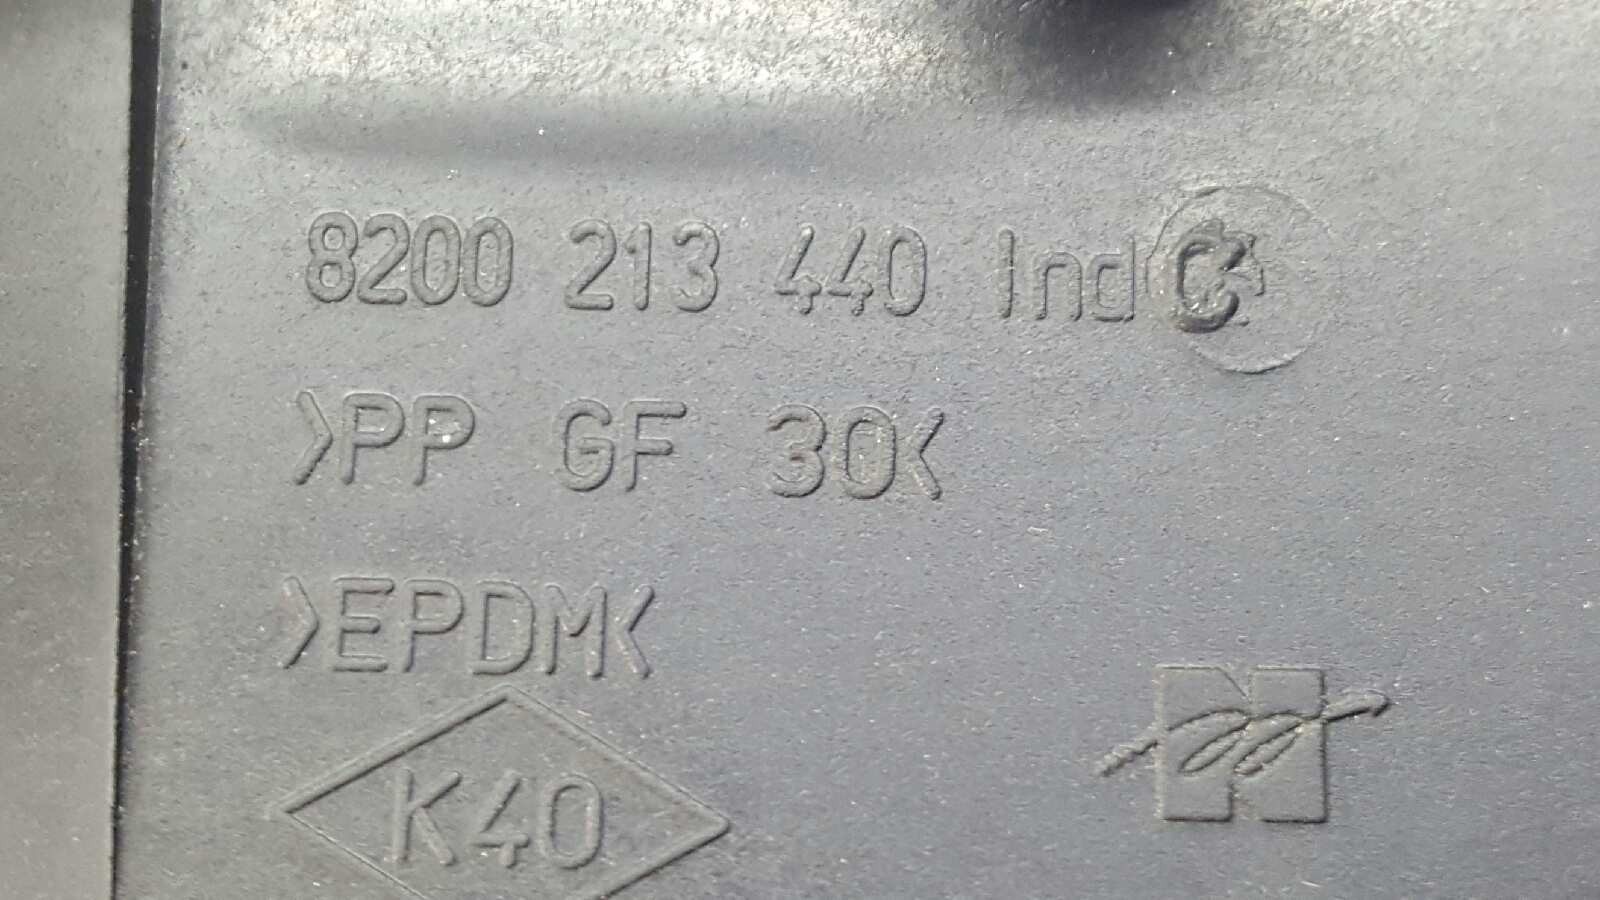 8200 213 440 Ind C
>PP GF 30<
>EPDM<
K40